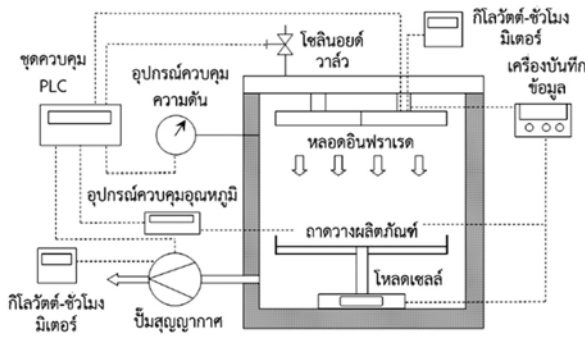 กิโลวัตต์-ชั่วโมง
มิเตอร์
โซลินอยด์
วาล์ว
ชุดควบคุม
PLC
อุปกรณ์ควบคุม
ความดัน
เครื่องบันทึก
ข้อมูล
หลอดอินฟราเรด
อุปกรณ์ควบคุมอุณหภูมิ
ถาดวางผลิตภัณฑ์
โหลดเซลล์
กิโลวัตต์-ชั่วโมง
มิเตอร์
ปั๊มสุญญากาศ